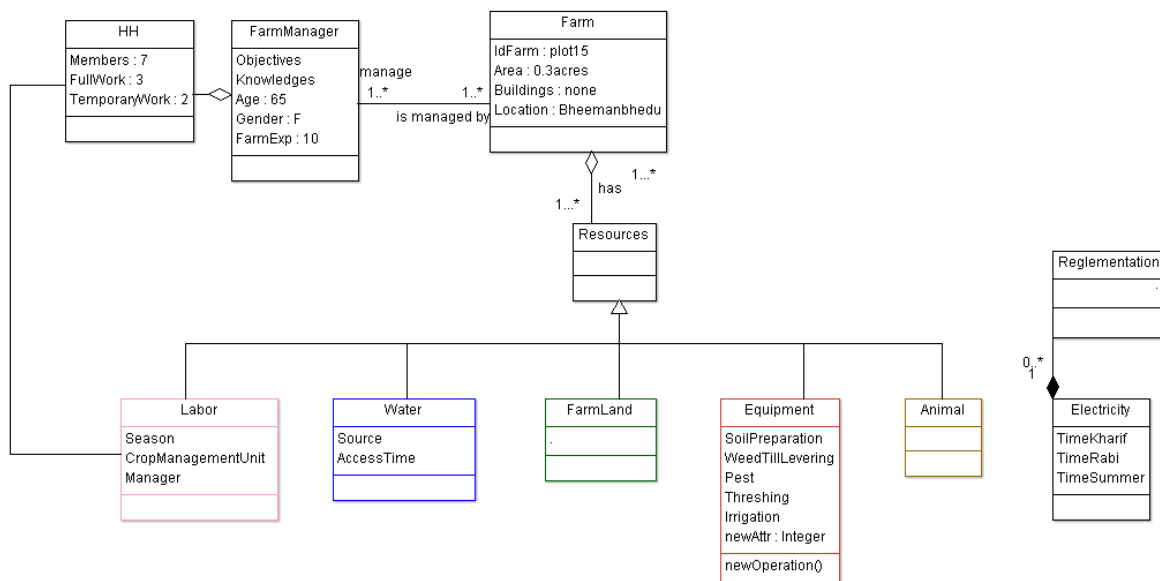 HH
Members : 7
FullWork : 3
TemporaryWork : 2
FarmManager
Objectives
Knowledges
Age : 65
Gender : F
FarmExp : 10
manage
1..*
1..*
is managed by
Farm
IdFarm : plot15
Area : 0.3acres
Buildings : none
Location : Bheemanbhedu
1...*
has
1...*
Resources
Reglementation
.
0..*
1
Labor
Season
CropManagementUnit
Manager
Water
Source
AccessTime
FarmLand
.
Equipment
SoilPreparation
WeedTillLevering
Pest
Threshing
Irrigation
newAttr : Integer
newOperation()
Animal
Electricity
TimeKharif
TimeRabi
TimeSummer